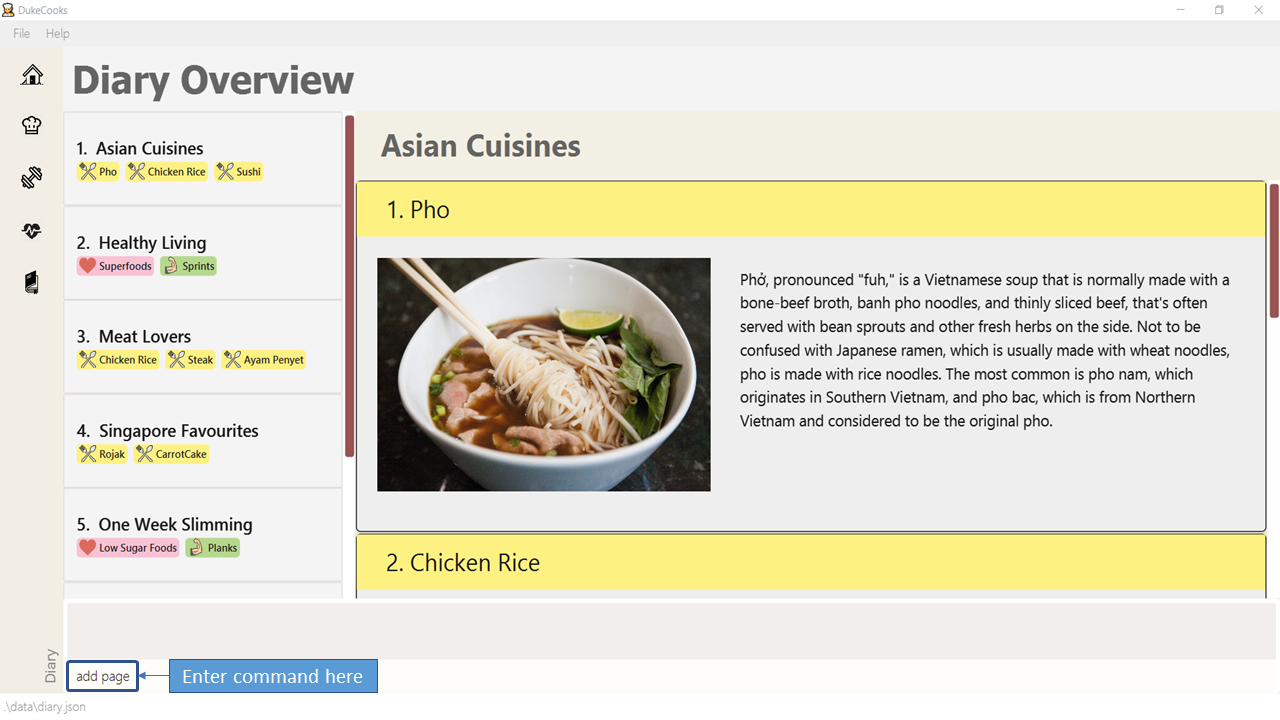 DukeCooks
File Help
Diary Overview
1. Asian Cuisines
Pho Chicken Rice Sushi
2. Healthy Living
Superfoods Sprints
3. Meat Lovers
Chicken Rice Steak Ayam Penyet
4. Singapore Favourites
Rojak CarrotCake
5. One Week Slimming
Low Sugar Foods Planks
Asian Cuisines
1. Pho
Phở, pronounced "fuh," is a Vietnamese soup that is normally made with a
bone-beef broth, banh pho noodles, and thinly sliced beef, that's often
served with bean sprouts and other fresh herbs on the side. Not to be
confused with Japanese ramen, which is usually made with wheat noodles,
pho is made with rice noodles. The most common is pho nam, which
originates in Southern Vietnam, and pho bac, which is from Northern
Vietnam and considered to be the original pho.
2. Chicken Rice
Diary
add page
Enter command here
.\data\diary.json